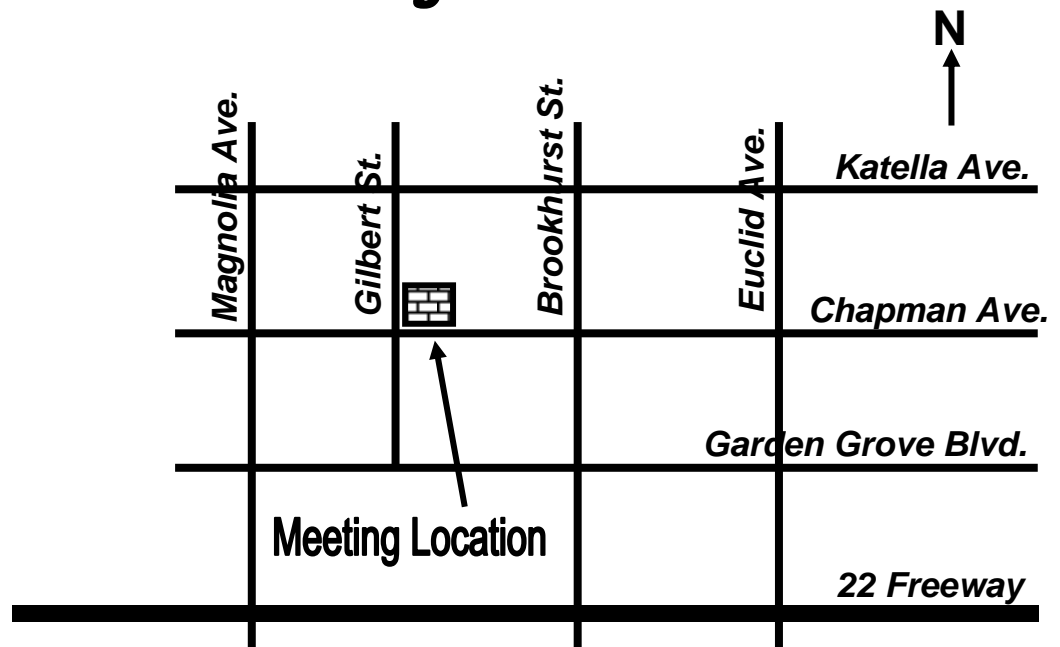 N
Magnolia Ave.
Gilbert St.
Brookhurst St.
Euclid Ave.
Katella Ave.
Chapman Ave.
Garden Grove Blvd.
Meeting Location
22 Freeway